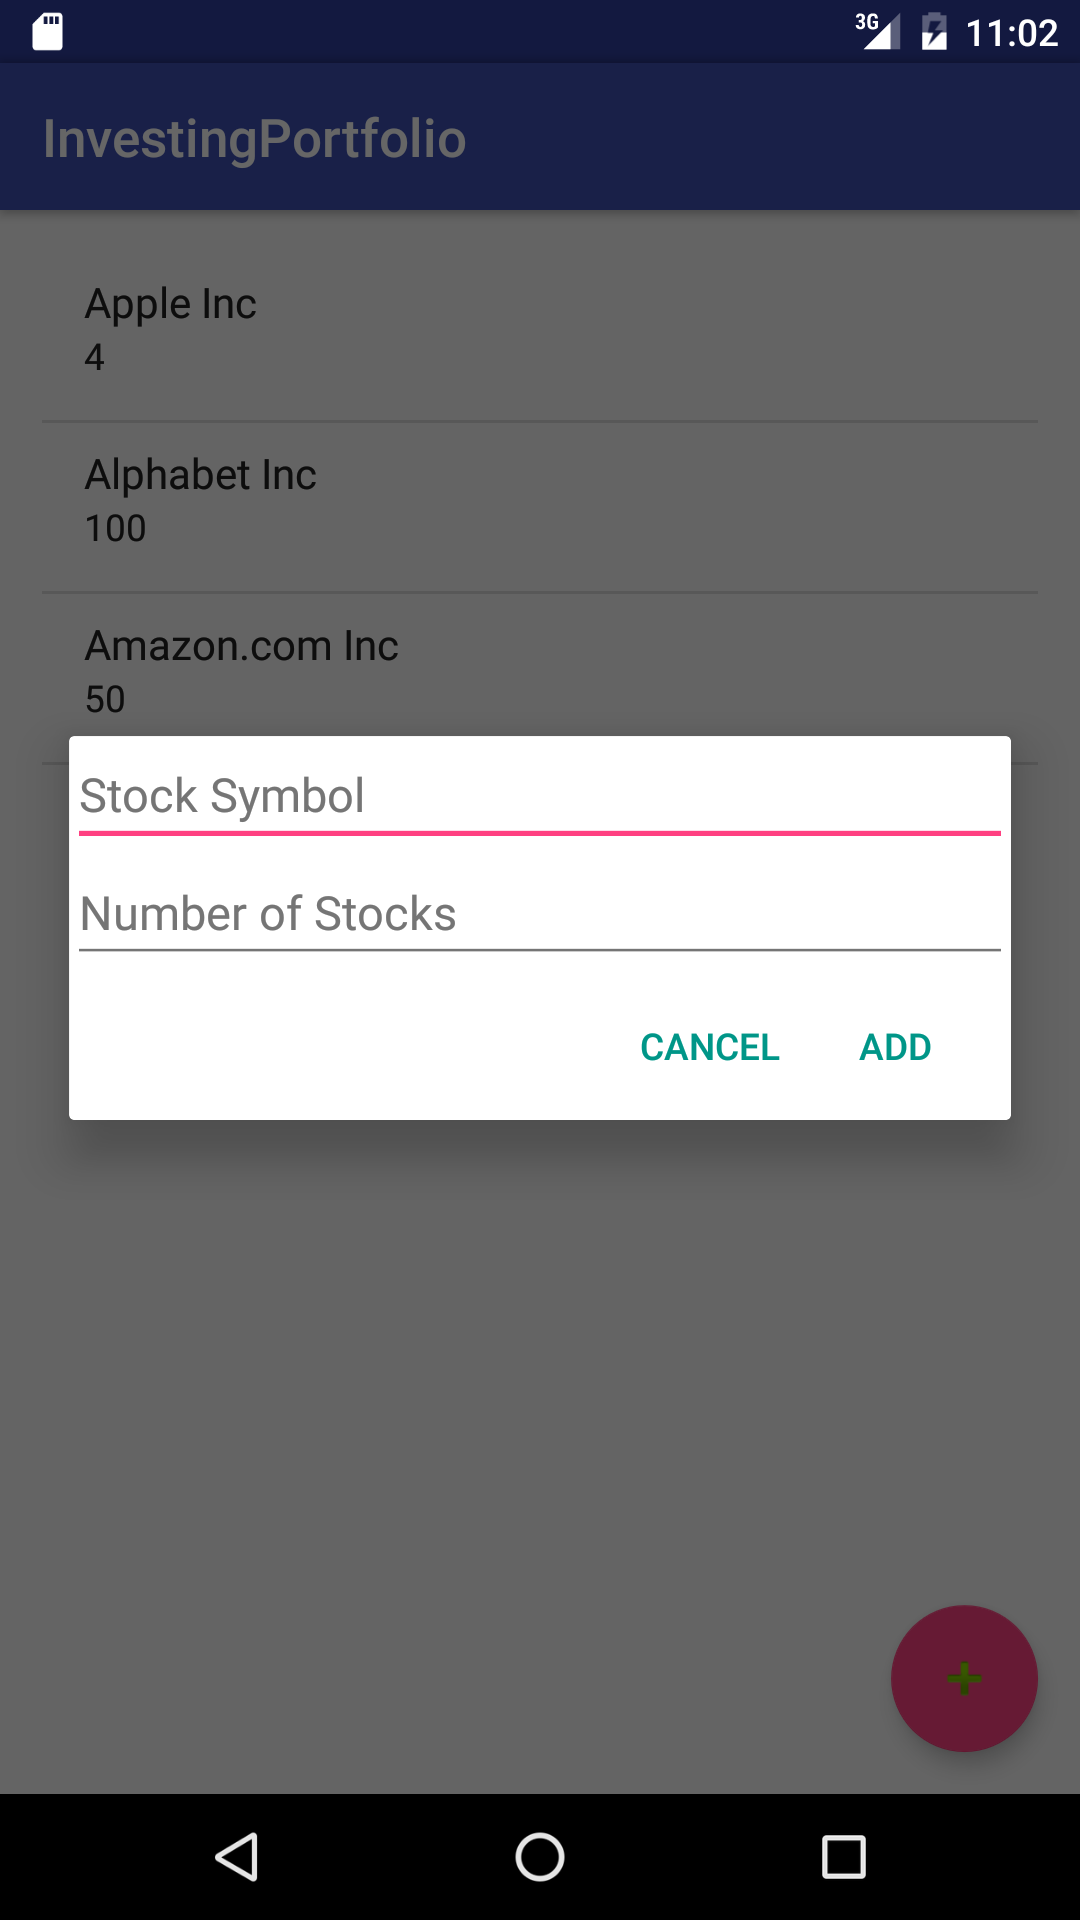 3G 11:02
InvestingPortfolio
Apple Inc
4
Alphabet Inc
100
Amazon.com Inc
50
Stock Symbol
Number of Stocks
CANCEL ADD